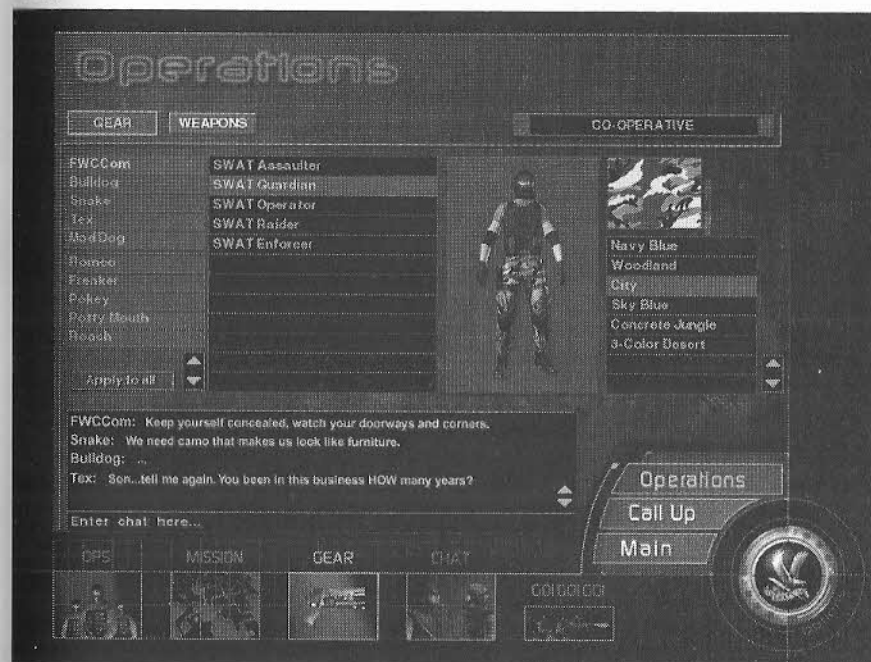 Operations
GEAR WEAPONS CO-OPERATIVE
FWCCom
Bulldog
Snake
Tex
ModDog
Romeo
Freaker
Pokey
Potty Mouth
Roach
Apply to all
SWAT Assaulter
SWAT Guardian
SWAT Operator
SWAT Raider
SWAT Enforcer
Navy Blue
Woodland
City
Sky Blue
Concrete Jungle
3-Color Desert
FWCCom: Keep yourself concealed, watch your doorways and corners.
Snake: We need camo that makes us look like furniture.
Bulldog: ...
Tex: Son...tell me again. You been in this business HOW many years?
Enter chat here...
Operations
Call Up
Main
OPS MISSION GEAR CHAT GO! GO! GO!